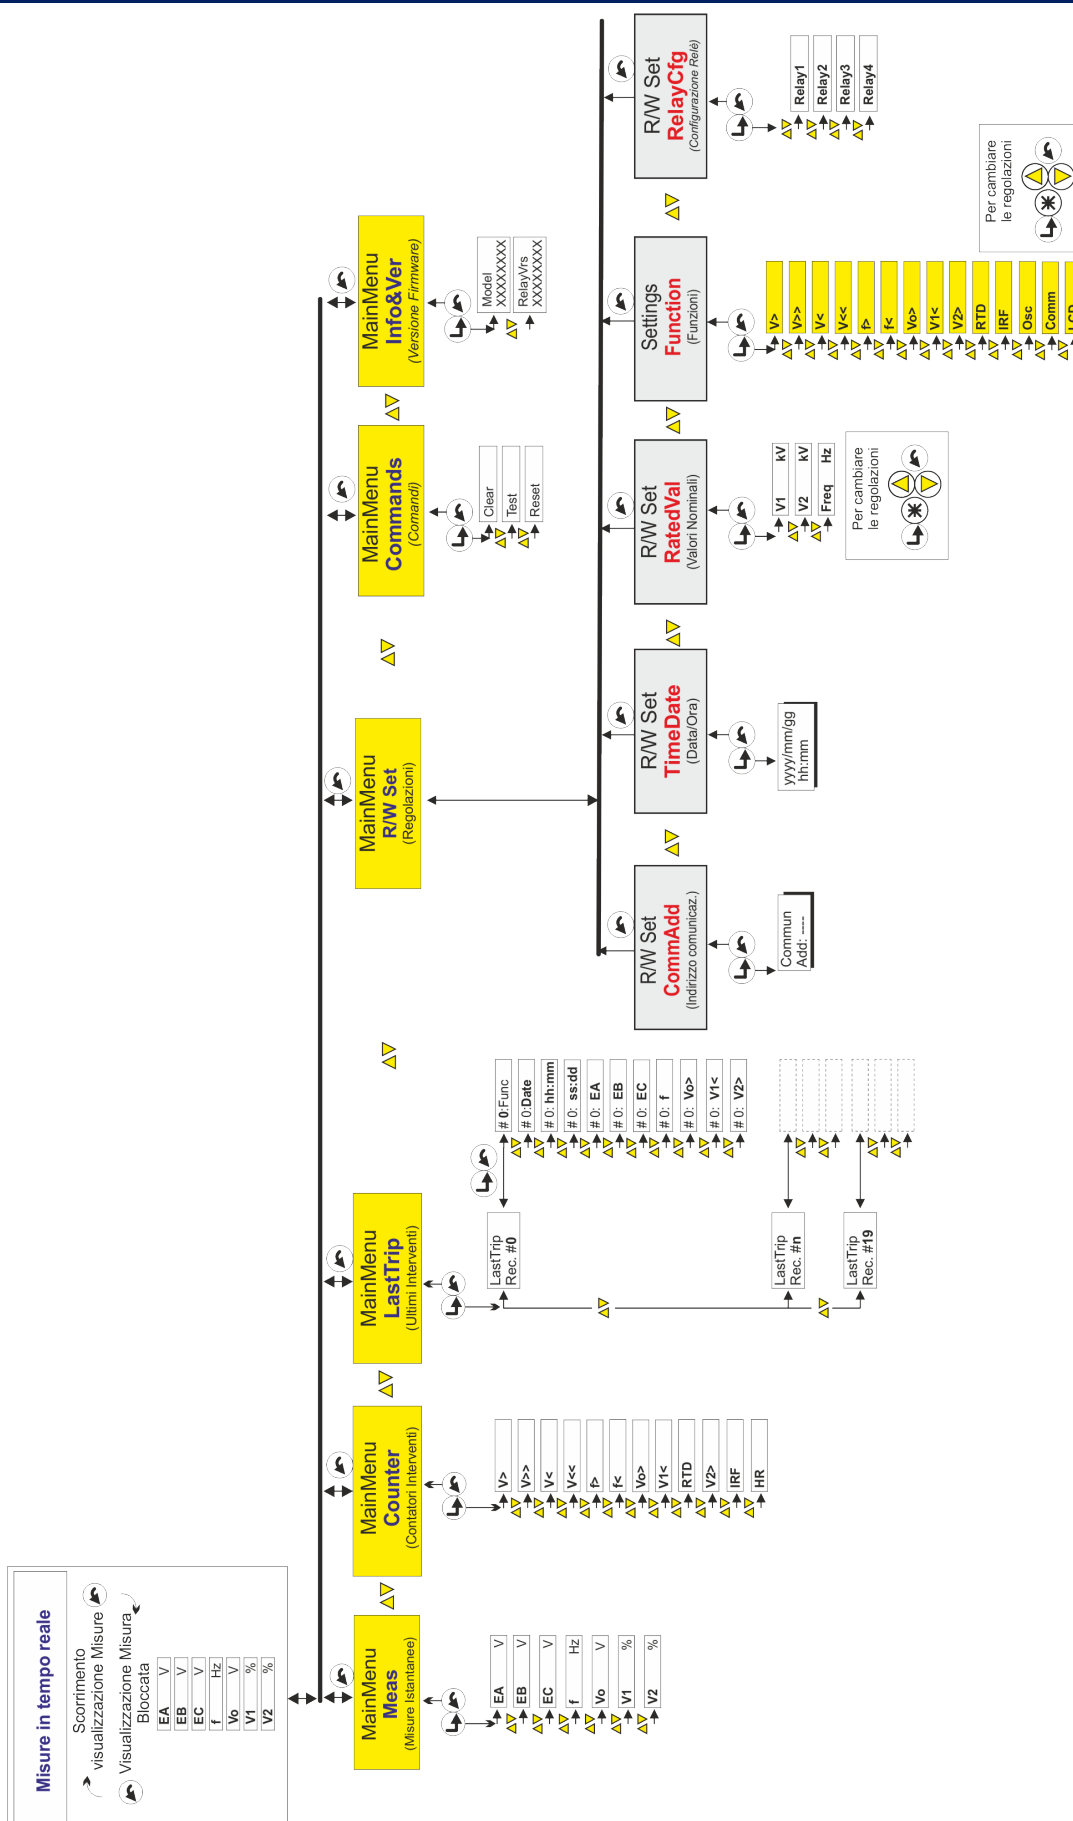 Misure in tempo reale
Scorrimento
visualizzazione Misure
Visualizzazione Misura
Bloccata
EA V
EB V
EC V
f Hz
Vo V
V1 %
V2 %
MainMenu
Meas
(Misure Istantanee)
EA V
EB V
EC V
f Hz
Vo V
V1 %
V2 %
MainMenu
Counter
(Contatori Interventi)
V>
V>>
V<
V<<
f>
f<
Vo>
V1<
RTD
V2>
IRF
HR
MainMenu
LastTrip
(Ultimi Interventi)
LastTrip
Rec. #0
# 0:Func
# 0:Date
# 0: hh:mm
# 0: ss:dd
# 0: EA
# 0: EB
# 0: EC
# 0: f
# 0: Vo>
# 0: V1<
# 0: V2>
LastTrip
Rec. #n
LastTrip
Rec. #19
MainMenu
R/W Set
(Regolazioni)
MainMenu
Commands
(Comandi)
Clear
Test
Reset
MainMenu
Info&Ver
(Versione Firmware)
Model
XXXXXXXX
RelayVrs
XXXXXXXX
R/W Set
CommAdd
(Indirizzo comunicaz.)
Commun
Add: ----
R/W Set
TimeDate
(Data/Ora)
yyyy/mm/gg
hh:mm
R/W Set
RatedVal
(Valori Nominali)
V1 kV
V2 kV
Freq Hz
Per cambiare
le regolazioni
Settings
Function
(Funzioni)
V>
V>>
V<
V<<
f>
f<
Vo>
V1<
V2>
RTD
IRF
Osc
Comm
LCD
Per cambiare
le regolazioni
R/W Set
RelayCfg
(Configurazione Relè)
Relay1
Relay2
Relay3
Relay4